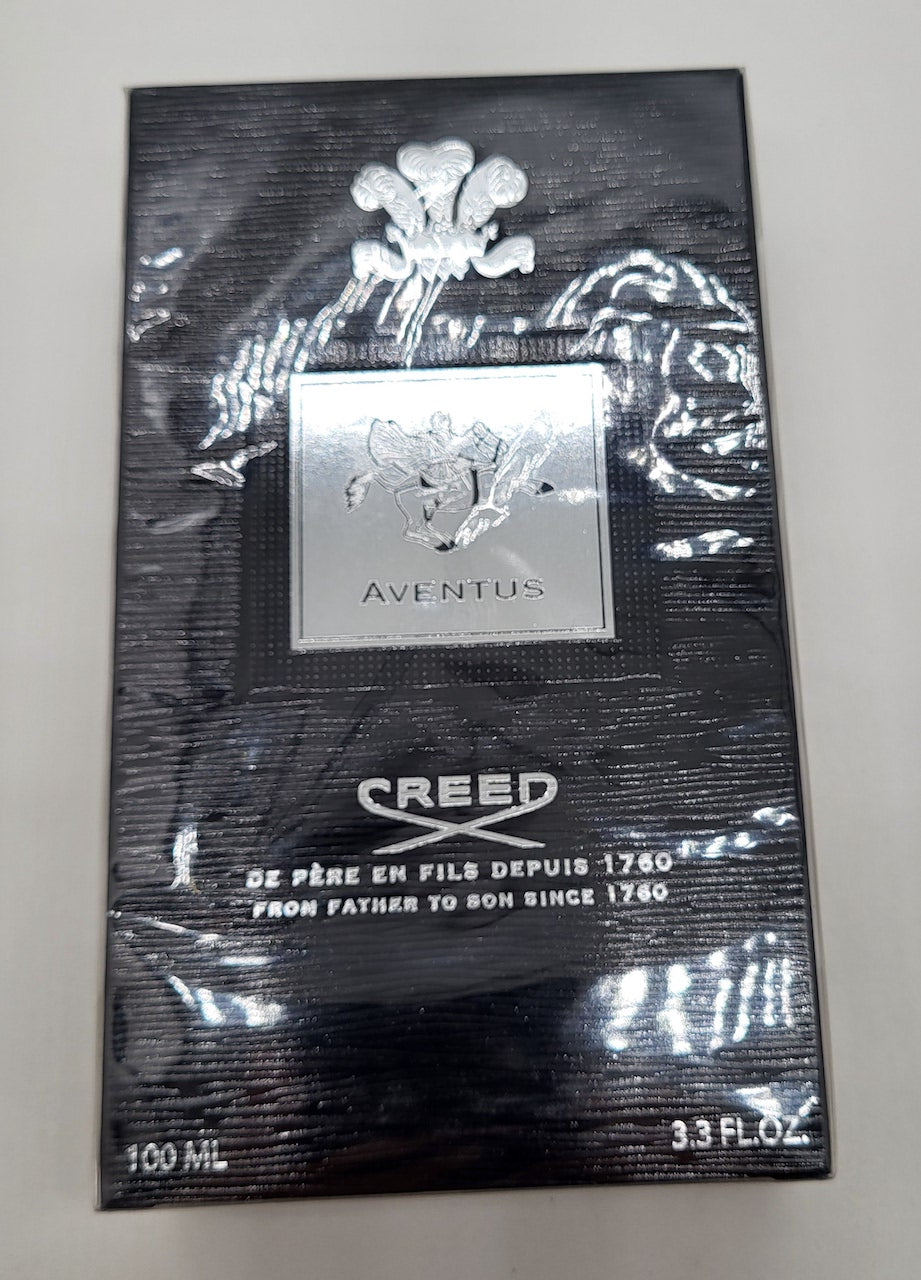 AVENTUS
CREED
DE PÈRE EN FILS DEPUIS 1760
FROM FATHER TO SON SINCE 1760
100 ML
3.3 FL.OZ.